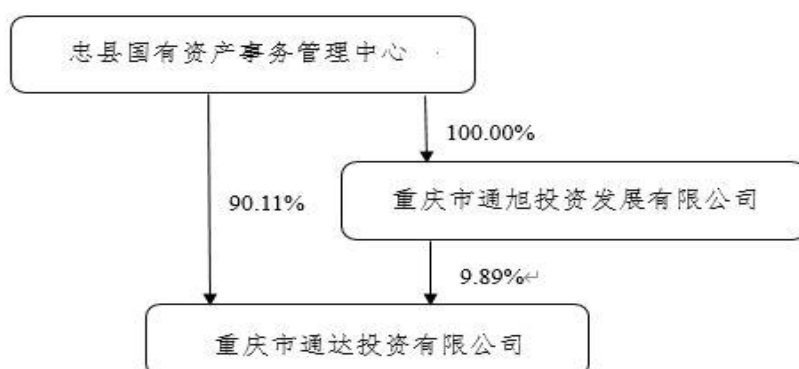 忠县国有资产事务管理中心
100.00%
90.11%
重庆市通旭投资发展有限公司
9.89%↵
重庆市通达投资有限公司